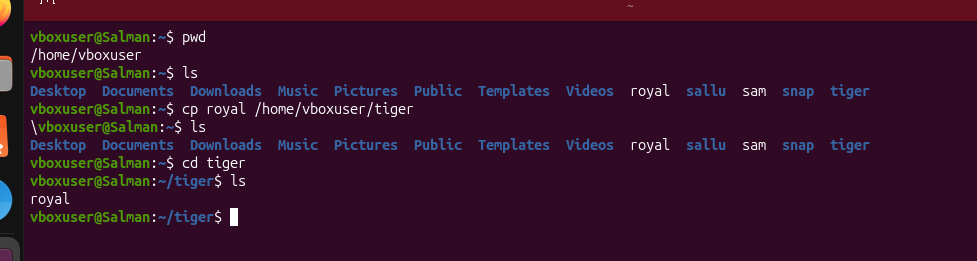 ~
vboxuser@Salman:~$ pwd
/home/vboxuser
vboxuser@Salman:~$ ls
Desktop  Documents  Downloads  Music  Pictures  Public  Templates  Videos  royal  sallu  sam  snap  tiger
vboxuser@Salman:~$ cp royal /home/vboxuser/tiger
\vboxuser@Salman:~$ ls
Desktop  Documents  Downloads  Music  Pictures  Public  Templates  Videos  royal  sallu  sam  snap  tiger
vboxuser@Salman:~$ cd tiger
vboxuser@Salman:~/tiger$ ls
royal
vboxuser@Salman:~/tiger$